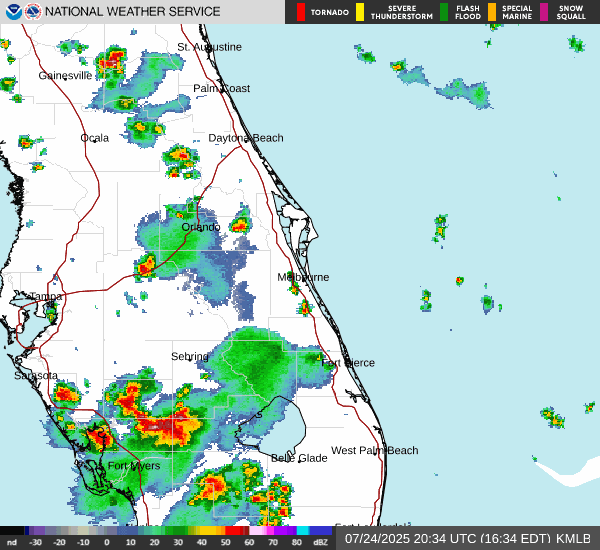 NATIONAL WEATHER SERVICE
TORNADO
SEVERE THUNDERSTORM
FLASH FLOOD
SPECIAL MARINE
SNOW SQUALL
St. Augustine
Gainesville
Palm Coast
Ocala
Daytona Beach
Orlando
Melbourne
Tampa
Sebring
Fort Pierce
Sarasota
West Palm Beach
Belle Glade
Fort Myers
nd -30 -20 -10 0 10 20 30 40 50 60 70 80 dBZ
07/24/2025 20:34 UTC (16:34 EDT) KMLB